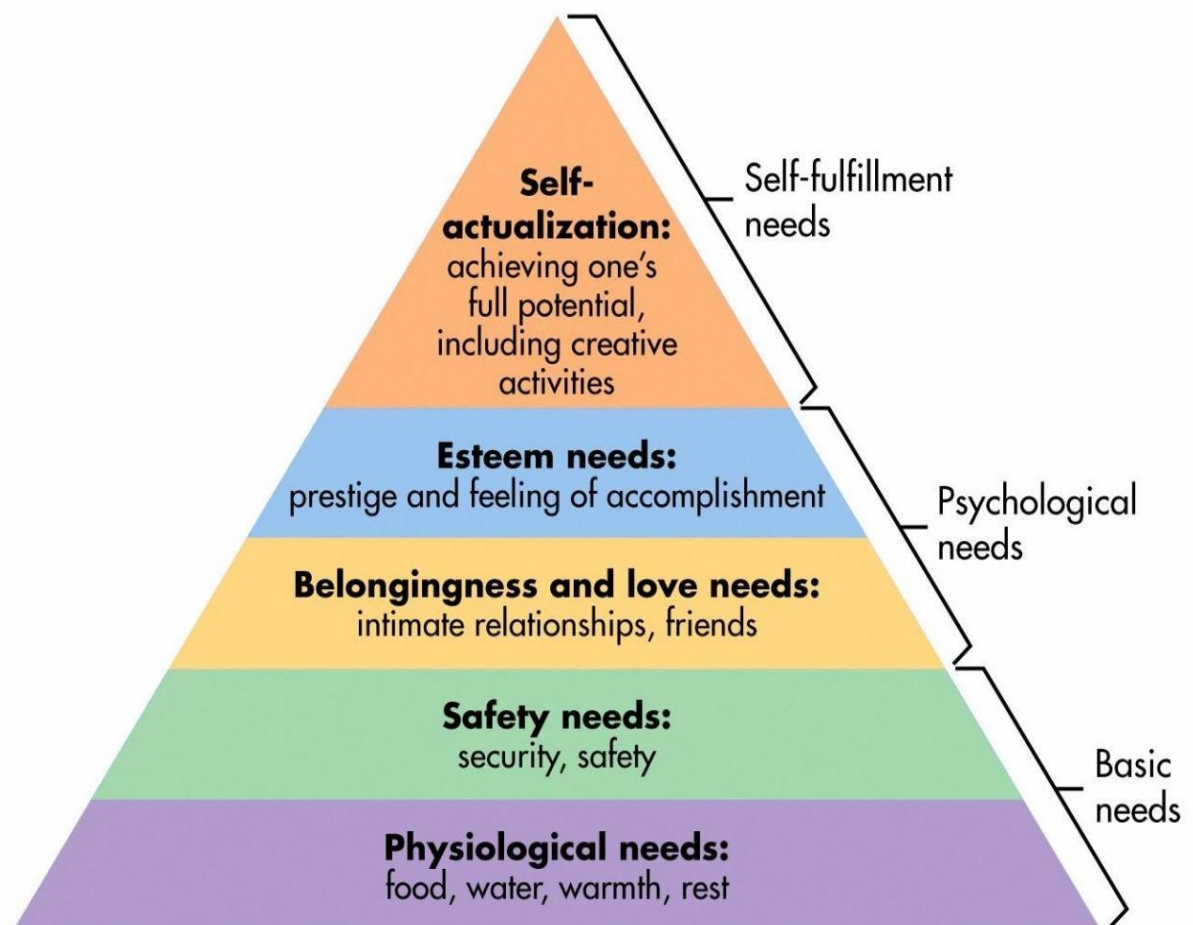 Self-
actualization:
achieving one's
full potential,
including creative
activities
Self-fulfillment
needs
Esteem needs:
prestige and feeling of accomplishment
Belongingness and love needs:
intimate relationships, friends
Psychological
needs
Safety needs:
security, safety
Physiological needs:
food, water, warmth, rest
Basic
needs